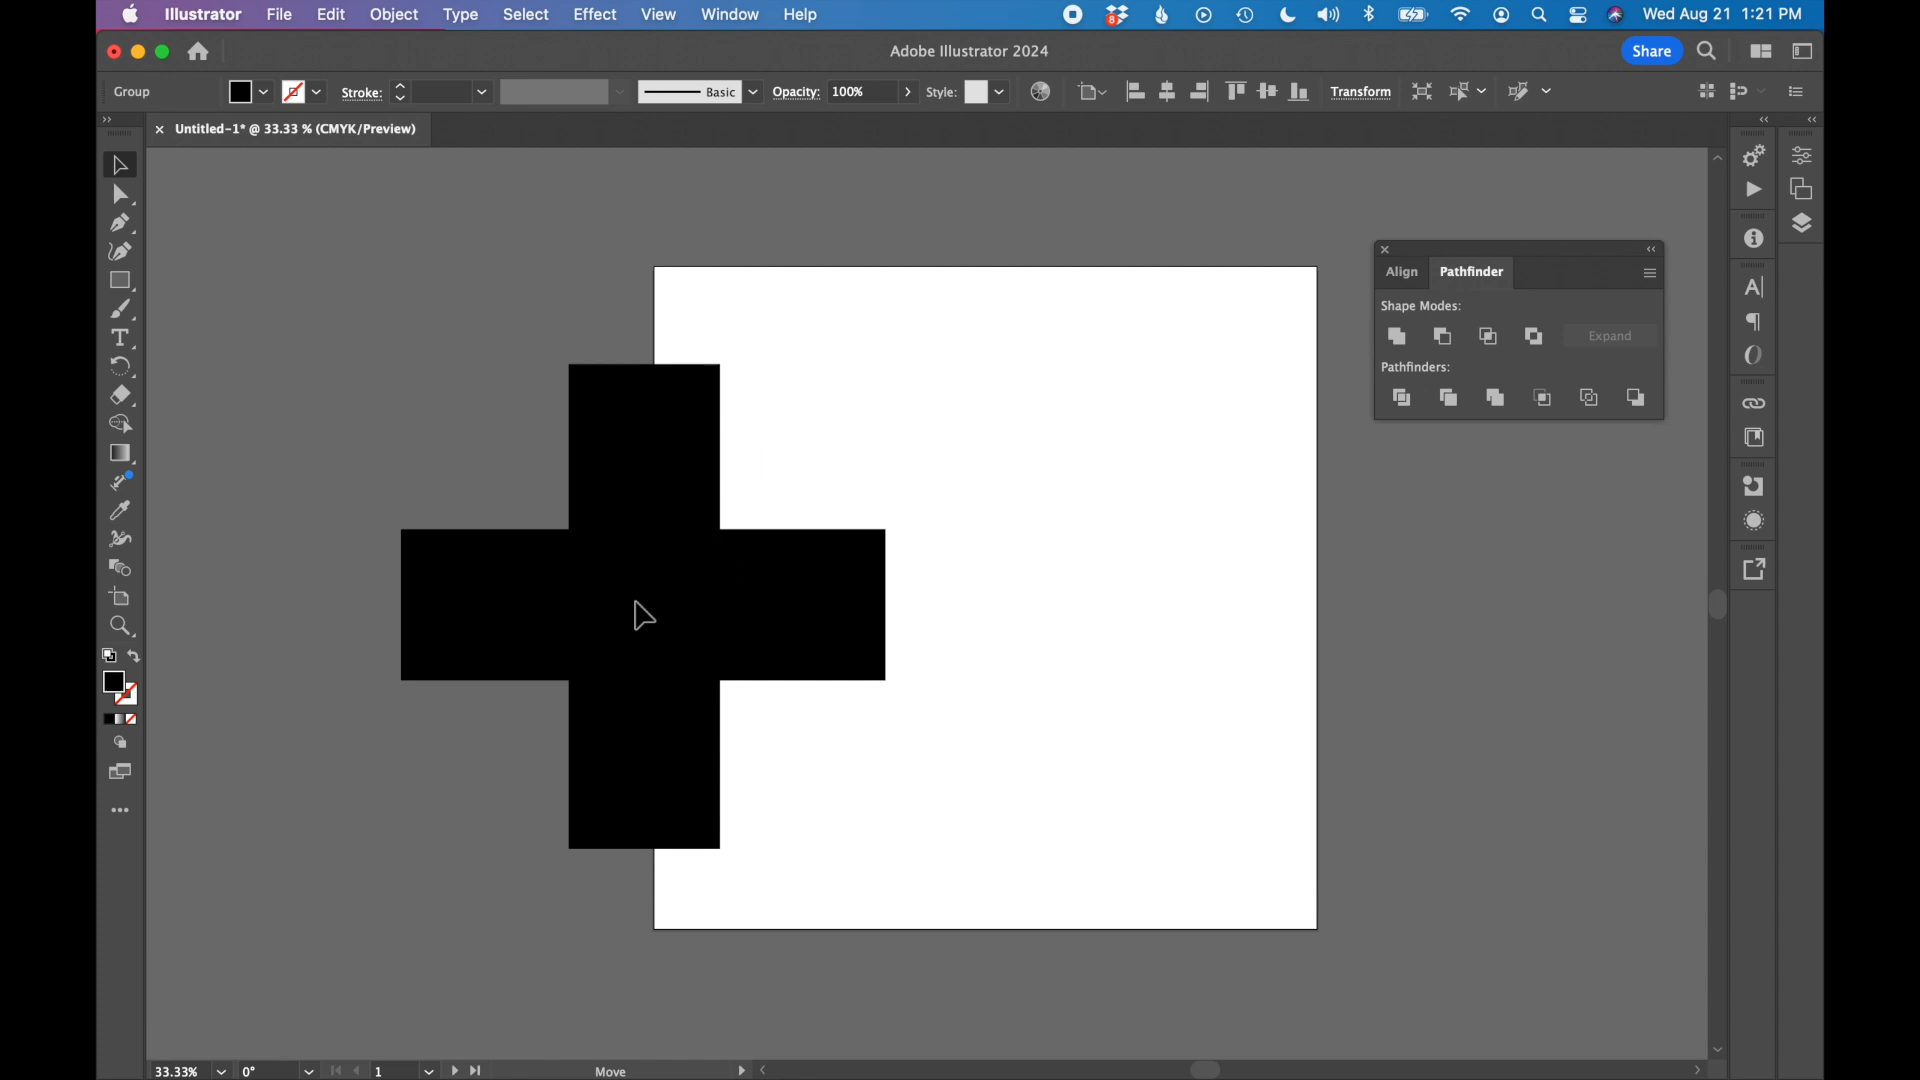 Illustrator File Edit Object Type Select Effect View Window Help 8 Wed Aug 21 1:21 PM
Adobe Illustrator 2024 Share
Group Stroke: Basic Opacity: 100% Style: Transform
× Untitled-1* @ 33.33 % (CMYK/Preview)
Align Pathfinder
Shape Modes:
Expand
Pathfinders:
33.33% 0° 1 Move